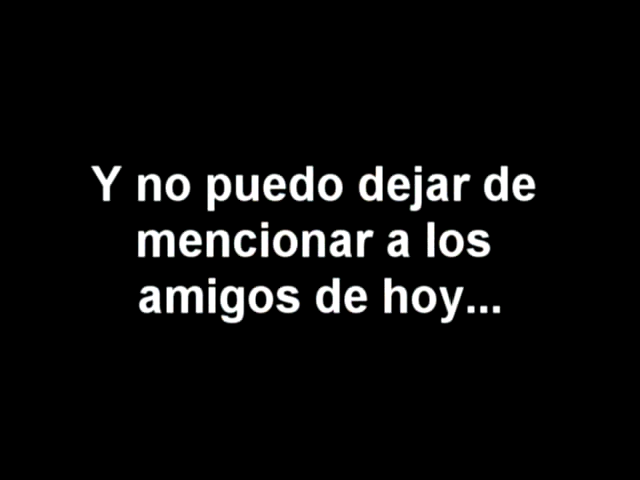 Y no puedo dejar de
mencionar a los
amigos de hoy...